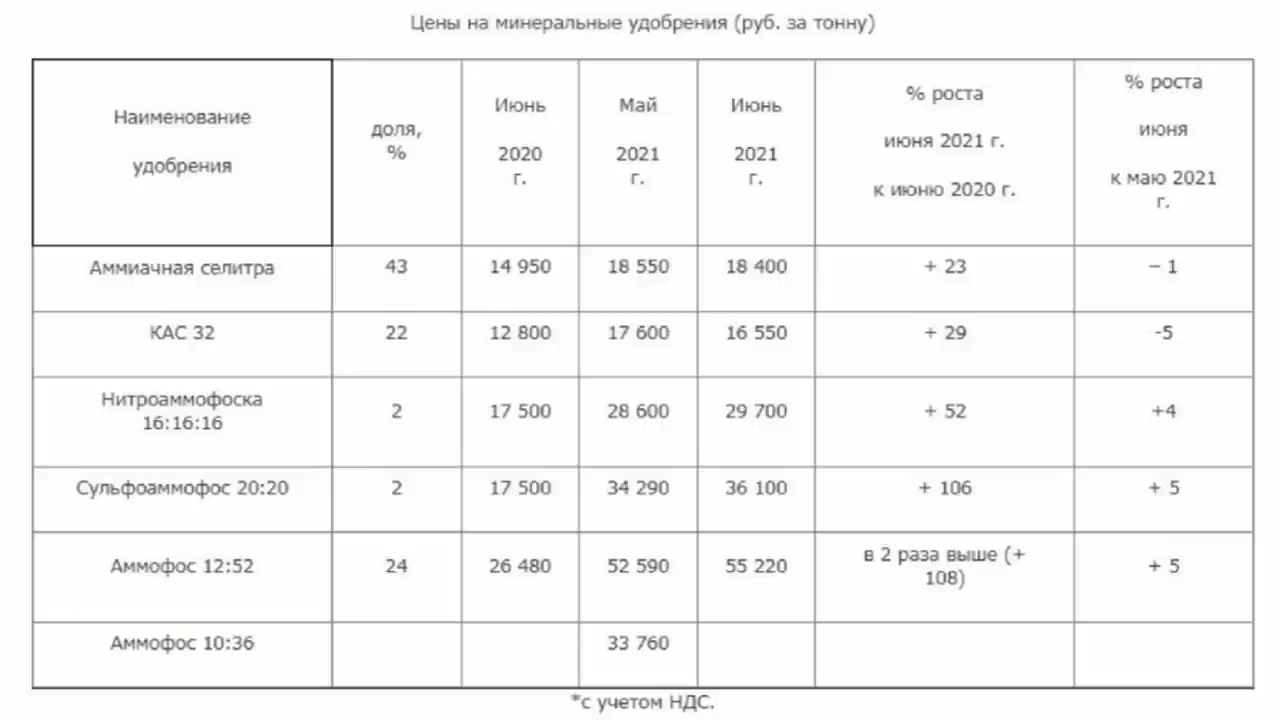 Цены на минеральные удобрения (руб. за тонну)
Наименование
удобрения
доля,
%
Июнь
2020
г.
Май
2021
г.
Июнь
2021
г.
% роста
июня 2021 г.
к июню 2020 г.
% роста
июня
к маю 2021
г.
Аммиачная селитра 43 14 950 18 550 18 400 + 23 – 1
КАС 32 22 12 800 17 600 16 550 + 29 -5
Нитроаммофоска
16:16:16 2 17 500 28 600 29 700 + 52 +4
Сульфоаммофос 20:20 2 17 500 34 290 36 100 + 106 + 5
Аммофос 12:52 24 26 480 52 590 55 220 в 2 раза выше (+
108) + 5
Аммофос 10:36 33 760
*с учетом НДС.